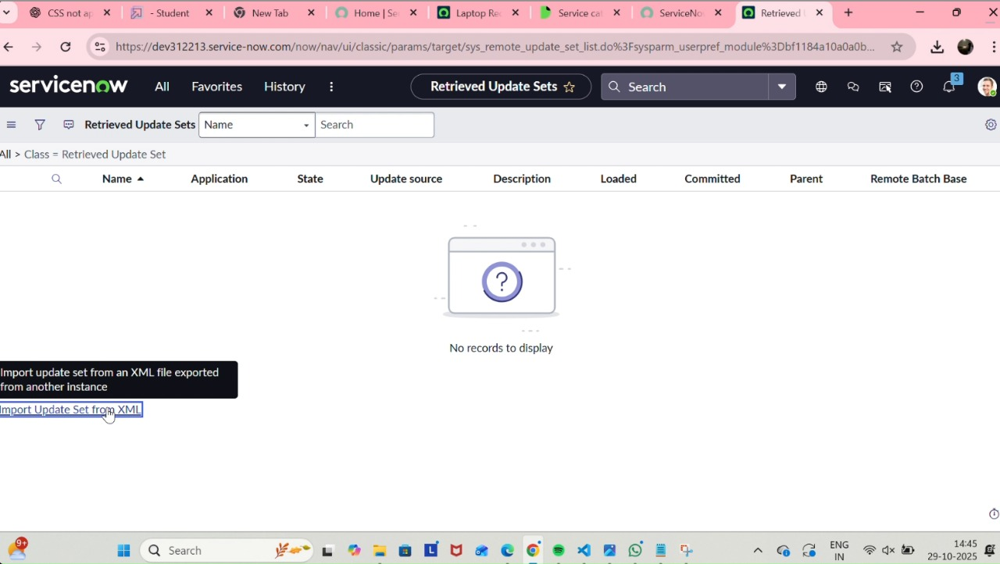 CSS not ap
- Student
New Tab
Home | Se
Laptop Rec
Service cat
ServiceNo
Retrieved
https://dev312213.service-now.com/now/nav/ui/classic/params/target/sys_remote_update_set_list.do%3Fsysparm_userpref_module%3Dbf1184a10a0a0b...
servicenow All Favorites History Retrieved Update Sets Search 3
Retrieved Update Sets Name Search
All > Class = Retrieved Update Set
Name Application State Update source Description Loaded Committed Parent Remote Batch Base
?
No records to display
Import update set from an XML file exported
from another instance
Import Update Set from XML
9+ Search L ENG 14:45
IN 29-10-2025